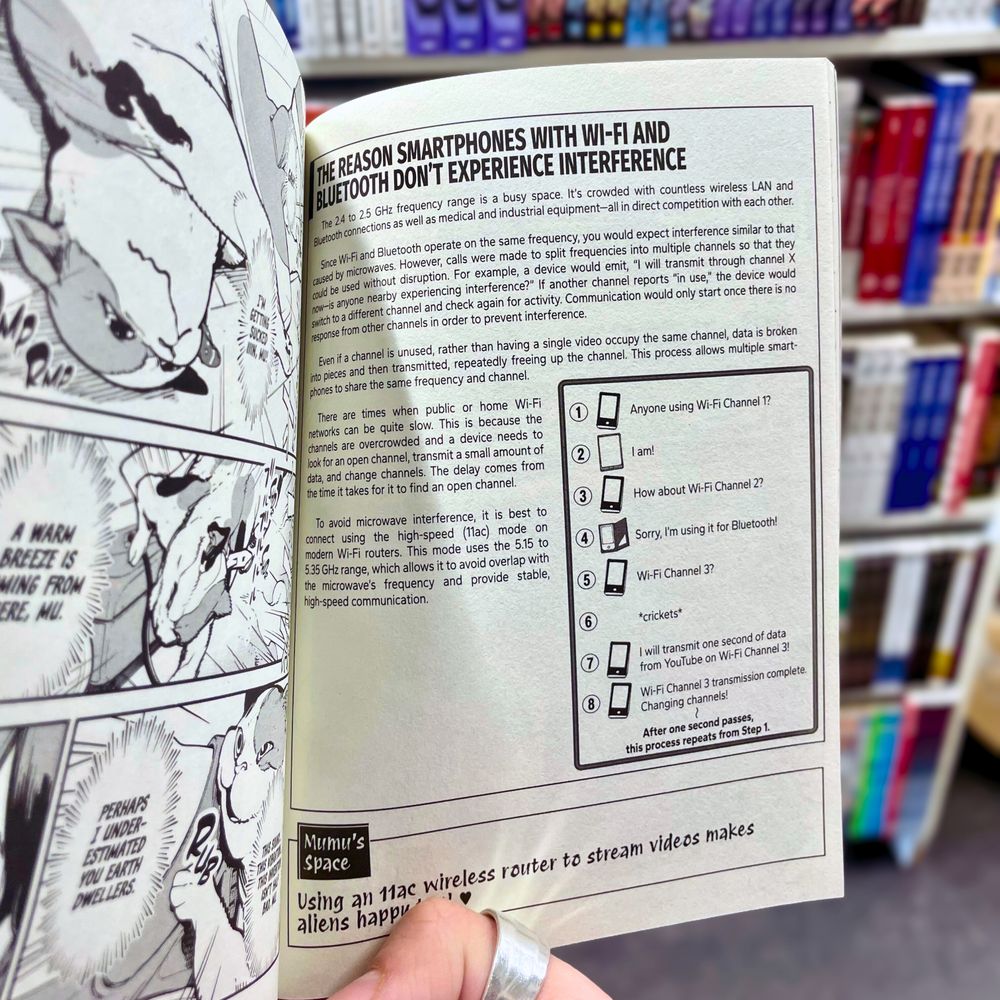 RMP
RMP
I'M
GETTING
SUCKED
MU.
A WARM
BREEZE IS
FROM
MU.
PERHAPS
I UNDER-
ESTIMATED
YOU EARTH
DWELLERS.
RUB
THE REASON SMARTPHONES WITH WI-FI AND
BLUETOOTH DON'T EXPERIENCE INTERFERENCE
The 2.4 to 2.5 GHz frequency range is a busy space. It's crowded with countless wireless LAN and
Bluetooth connections as well as medical and industrial equipment—all in direct competition with each other.
Since Wi-Fi and Bluetooth operate on the same frequency, you would expect interference similar to that
caused by microwaves. However, calls were made to split frequencies into multiple channels so that they
could be used without disruption. For example, a device would emit, "I will transmit through channel X
now—is anyone nearby experiencing interference?" If another channel reports "in use," the device would
switch to a different channel and check again for activity. Communication would only start once there is no
response from other channels in order to prevent interference.
Even if a channel is unused, rather than having a single video occupy the same channel, data is broken
into pieces and then transmitted, repeatedly freeing up the channel. This process allows multiple smart-
phones to share the same frequency and channel.
There are times when public or home Wi-Fi
networks can be quite slow. This is because the
channels are overcrowded and a device needs to
look for an open channel, transmit a small amount of
data, and change channels. The delay comes from
the time it takes for it to find an open channel.
To avoid microwave interference, it is best to
connect using the high-speed (11ac) mode on
modern Wi-Fi routers. This mode uses the 5.15 to
5.35 GHz range, which allows it to avoid overlap with
the microwave's frequency and provide stable,
high-speed communication.
1 Anyone using Wi-Fi Channel 1?
2 I am!
3 How about Wi-Fi Channel 2?
4 Sorry, I'm using it for Bluetooth!
5 Wi-Fi Channel 3?
6 *crickets*
7 I will transmit one second of data
from YouTube on Wi-Fi Channel 3!
8 Wi-Fi Channel 3 transmission complete.
Changing channels!
After one second passes,
this process repeats from Step 1.
Mumu's
Space
Using an 11ac wireless router to stream videos makes
aliens happy ♥